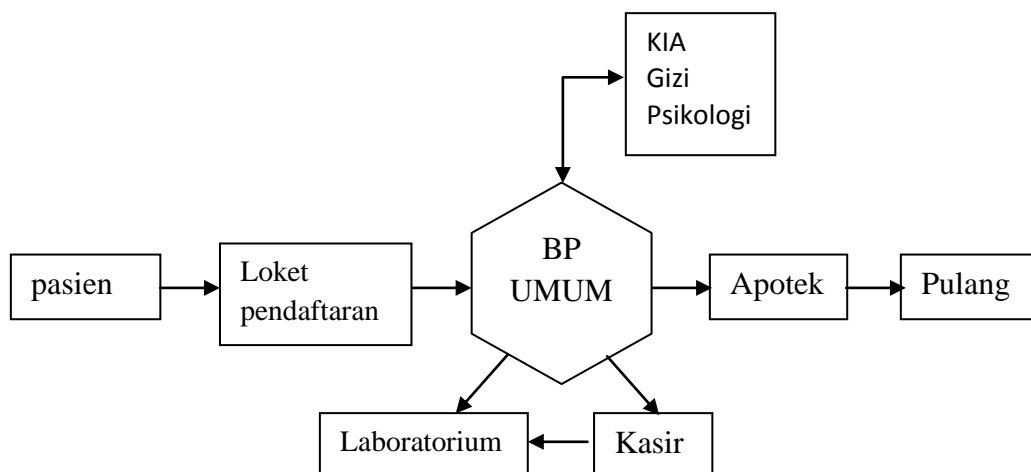 KIA
Gizi
Psikologi
pasien
Loket
pendaftaran
BP
UMUM
Apotek
Pulang
Laboratorium
Kasir